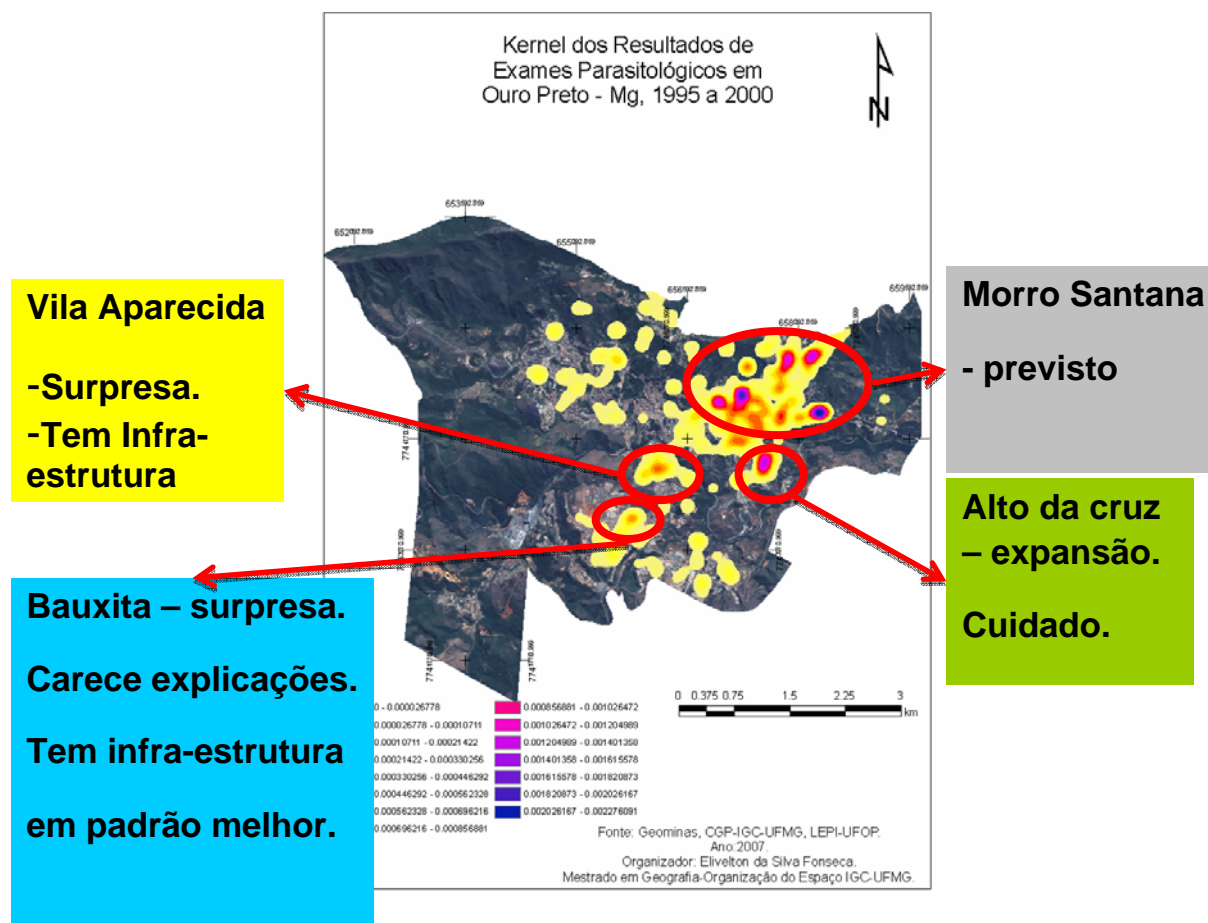 Kernel dos Resultados de
Exames Parasitológicos em
Ouro Preto - Mg, 1995 a 2000
N
Vila Aparecida
-Surpresa.
-Tem Infra-
estrutura
Morro Santana
- previsto
Alto da cruz
– expansão.
Cuidado.
Bauxita – surpresa.
Carece explicações.
Tem infra-estrutura
em padrão melhor.
0 0.375 0.75 1.5 2.25 3
km
0 - 0.000026778
0.000026778 - 0.00010711
0.00010711 - 0.00021422
0.00021422 - 0.000330256
0.000330256 - 0.000446292
0.000446292 - 0.000562328
0.000562328 - 0.000696216
0.000696216 - 0.000856881
0.000856881 - 0.001026472
0.001026472 - 0.001204989
0.001204989 - 0.001401358
0.001401358 - 0.001615578
0.001615578 - 0.001820873
0.001820873 - 0.002026167
0.002026167 - 0.002276091
Fonte: Geominas, CGP-IGC-UFMG, LEPI-UFOP.
Ano:2007.
Organizador: Elivelton da Silva Fonseca.
Mestrado em Geografia-Organização do Espaço IGC-UFMG.